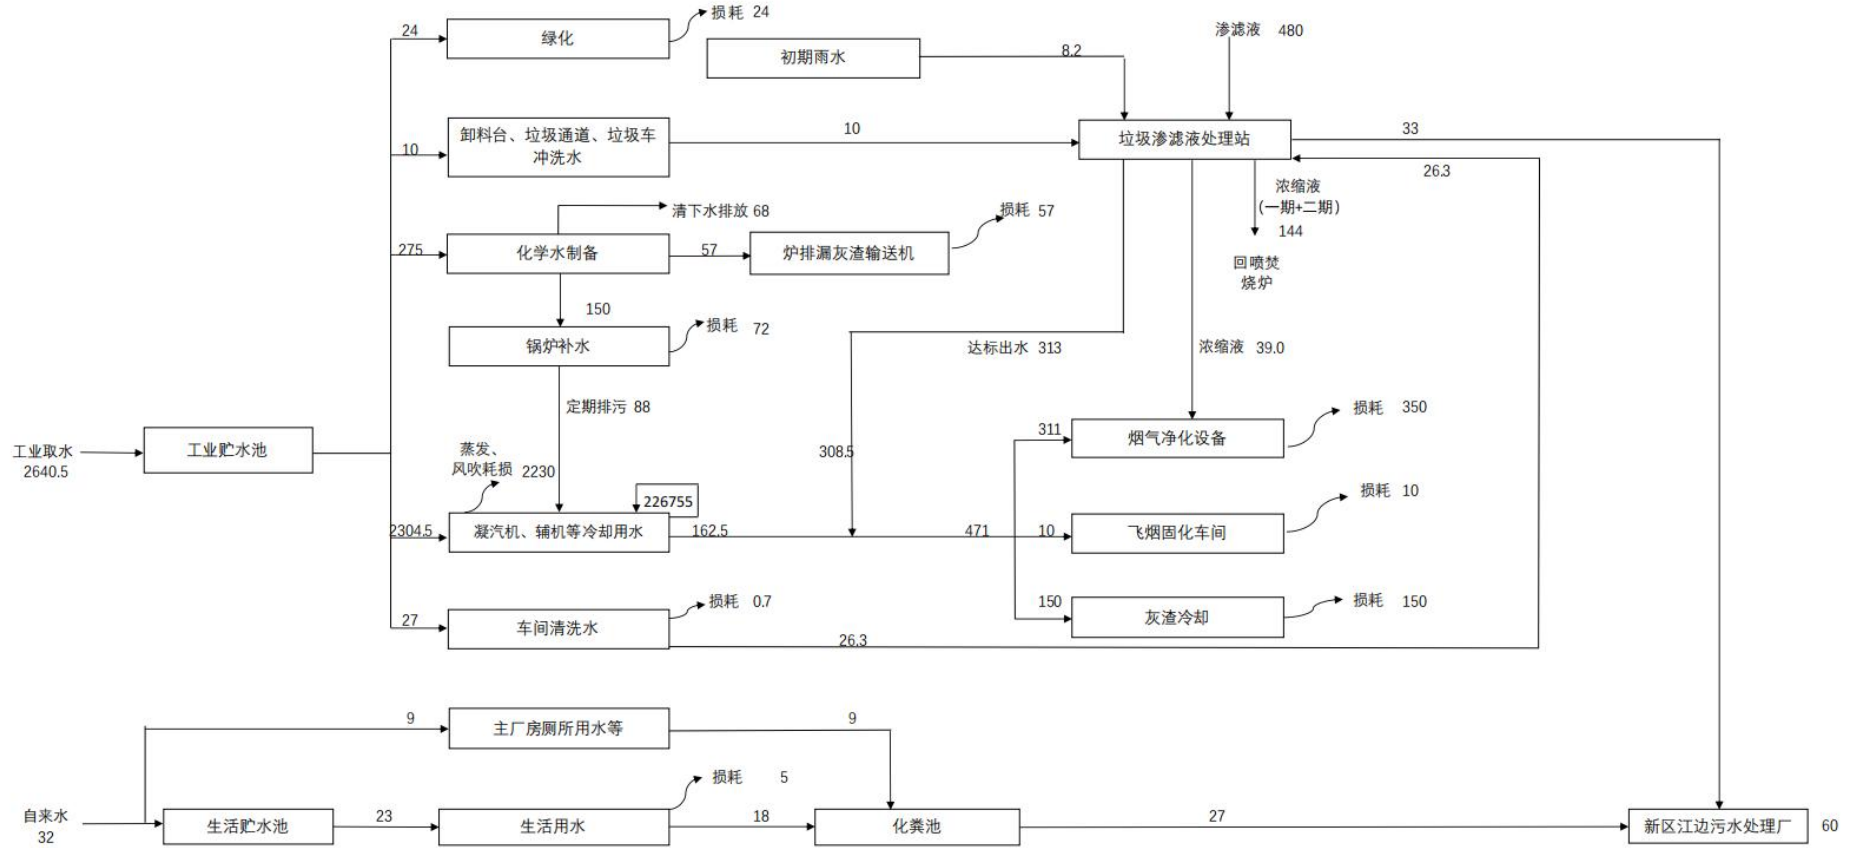 24
绿化
损耗 24
初期雨水
8.2
渗滤液 480
10
卸料台、垃圾通道、垃圾车
冲洗水
10
垃圾渗滤液处理站
33
26.3
浓缩液
(一期+二期)
144
回喷焚
烧炉
清下水排放 68
275
化学水制备
57
炉排漏灰渣输送机
损耗 57
150
锅炉补水
损耗 72
达标出水 313
浓缩液 39.0
定期排污 88
工业取水
2640.5
工业贮水池
蒸发、
风吹耗损 2230
308.5
311
烟气净化设备
损耗 350
226755
2304.5
凝汽机、辅机等冷却用水
162.5
471
10
飞烟固化车间
损耗 10
27
车间清洗水
损耗 0.7
26.3
150
灰渣冷却
损耗 150
9
主厂房厕所用水等
9
自来水
32
生活贮水池
23
生活用水
损耗 5
18
化粪池
27
新区江边污水处理厂
60